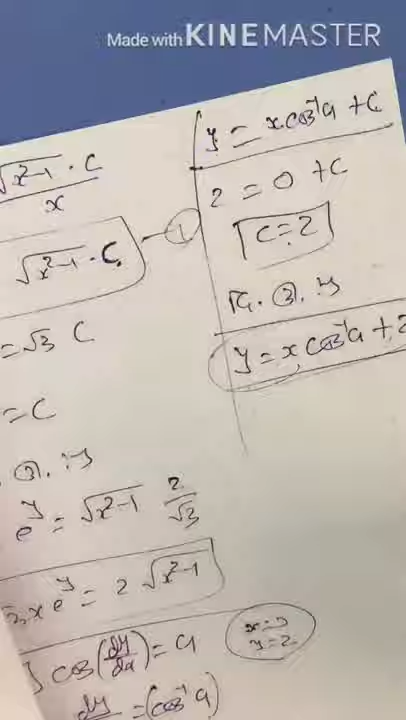 Made with KINEMASTER
√x²-1 · C
x
√x²-1 · C. ①
= √3 C
= C
e^y = √x²-1 2/√3
x e^y = 2 √x²-1
cos(dy/dx) = a
x=0
y=2
dy = (cos⁻¹ a)
y = x cos⁻¹a + C
2 = 0 + C
C = 2
y = x cos⁻¹a + 2